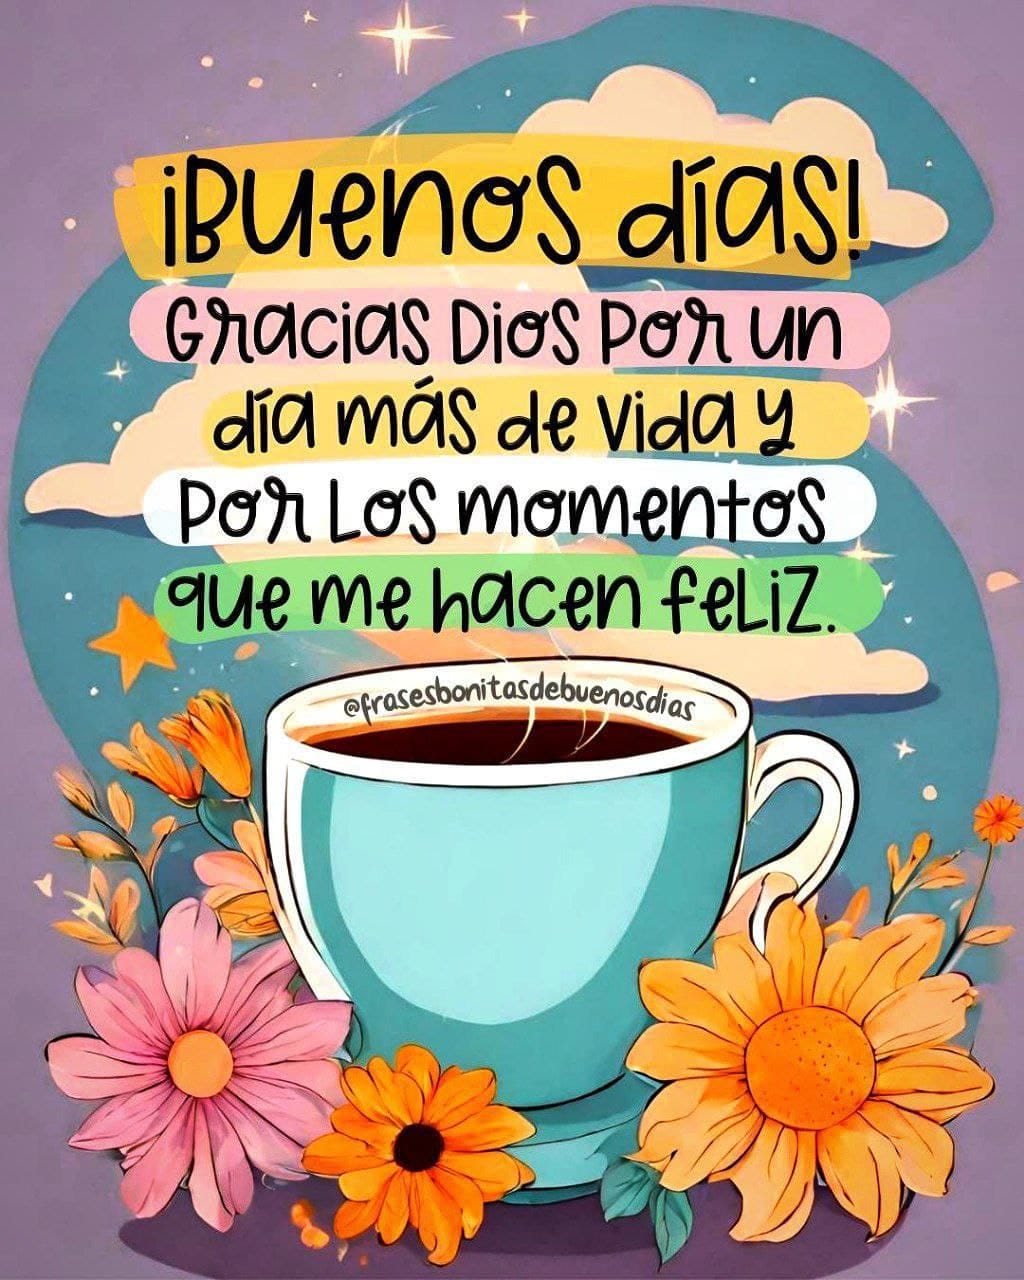 ¡Buenos días!
Gracias Dios por un
día más de vida y
por los momentos
que me hacen feliz.
@frasesbonitasdebuenosdias